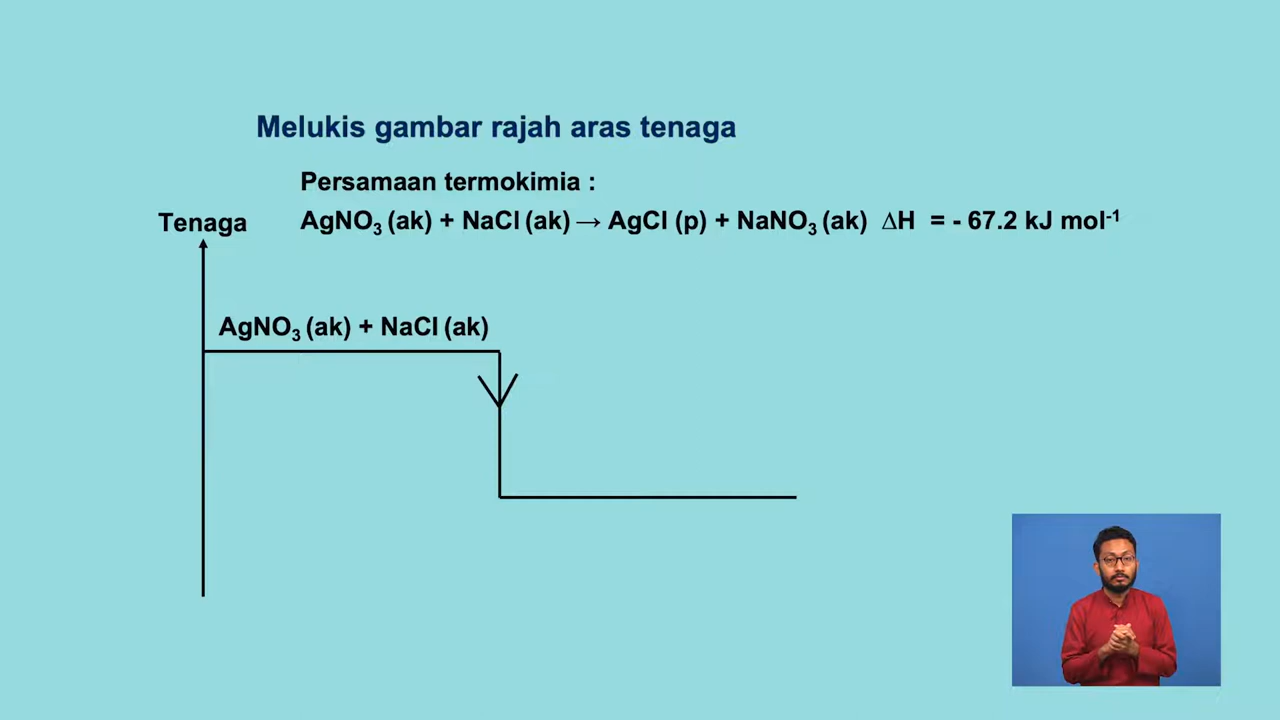 Melukis gambar rajah aras tenaga
Persamaan termokimia :
AgNO₃ (ak) + NaCl (ak) → AgCl (p) + NaNO₃ (ak) ∆H = - 67.2 kJ mol⁻¹
Tenaga
AgNO₃ (ak) + NaCl (ak)